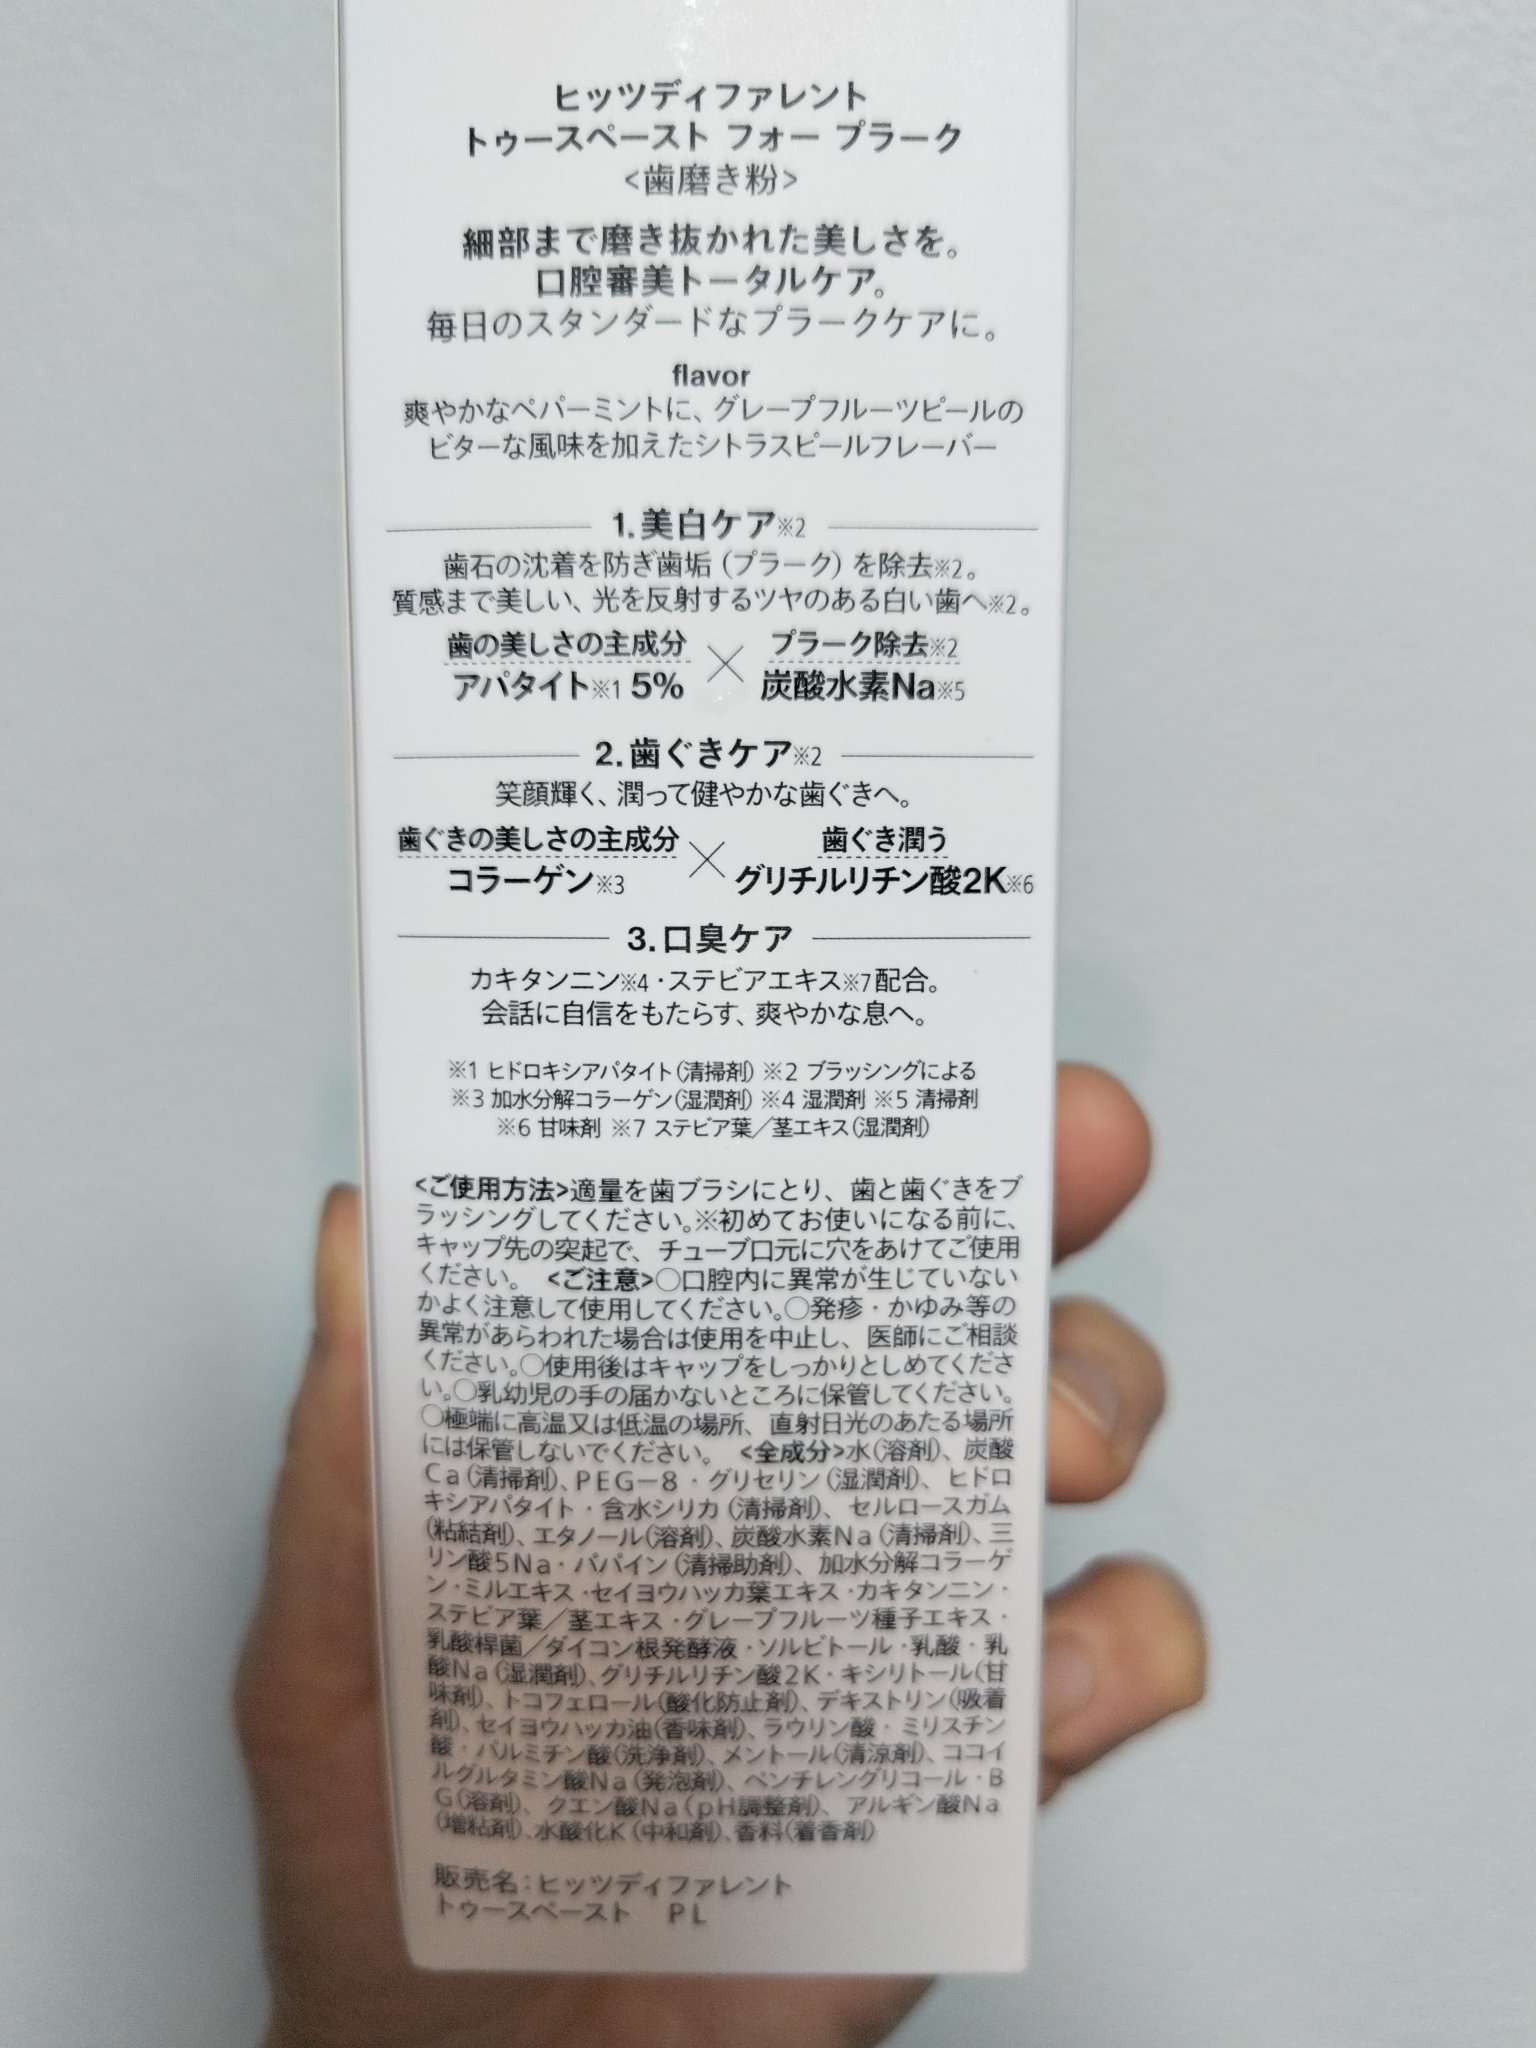 ヒッツディファレント
トゥースペースト フォー プラーク
<歯磨き粉>
細部まで磨き抜かれた美しさを。
口腔審美トータルケア。
毎日のスタンダードなプラークケアに。
flavor
爽やかなペパーミントに、グレープフルーツピールの
ビターな風味を加えたシトラスピールフレーバー
1.美白ケア※2
歯石の沈着を防ぎ歯垢(プラーク)を除去※2。
質感まで美しい、光を反射するツヤのある白い歯へ※2。
歯の美しさの主成分 × プラーク除去※2
アパタイト※1 5% 炭酸水素Na※5
2.歯ぐきケア※2
笑顔輝く、潤って健やかな歯ぐきへ。
歯ぐきの美しさの主成分 × 歯ぐき潤う
コラーゲン※3 グリチルリチン酸2K※6
3.口臭ケア
カキタンニン※4・ステビアエキス※7配合。
会話に自信をもたらす、爽やかな息へ。
※1 ヒドロキシアパタイト(清掃剤) ※2 ブラッシングによる
※3 加水分解コラーゲン(湿潤剤) ※4 湿潤剤 ※5 清掃剤
※6 甘味剤 ※7 ステビア葉/茎エキス(湿潤剤)
<ご使用方法>適量を歯ブラシにとり、歯と歯ぐきをブ
ラッシングしてください。※初めてお使いになる前に、
キャップ先の突起で、チューブ口元に穴をあけてご使用
ください。 <ご注意>○口腔内に異常が生じていない
かよく注意して使用してください。○発疹・かゆみ等の
異常があらわれた場合は使用を中止し、医師にご相談
ください。○使用後はキャップをしっかりとしめてくださ
い。○乳幼児の手の届かないところに保管してください。
○極端に高温又は低温の場所、直射日光のあたる場所
には保管しないでください。 <全成分>水(溶剤)、炭酸
Ca(清掃剤)、PEG-8・グリセリン(湿潤剤)、ヒドロ
キシアパタイト・含水シリカ(清掃剤)、セルロースガム
(粘結剤)、エタノール(溶剤)、炭酸水素Na(清掃剤)、三
リン酸5Na・パパイン(清掃助剤)、加水分解コラーゲ
ン・ミルエキス・セイヨウハッカ葉エキス・カキタンニン・
ステビア葉/茎エキス・グレープフルーツ種子エキス・
乳酸桿菌/ダイコン根発酵液・ソルビトール・乳酸・乳
酸Na(湿潤剤)、グリチルリチン酸2K・キシリトール(甘
味剤)、トコフェロール(酸化防止剤)、デキストリン(吸着
剤)、セイヨウハッカ油(香味剤)、ラウリン酸・ミリスチン
酸・パルミチン酸(洗浄剤)、メントール(清涼剤)、ココイ
ルグルタミン酸Na(発泡剤)、ペンチレングリコール・B
G(溶剤)、クエン酸Na(pH調整剤)、アルギン酸Na
(増粘剤)、水酸化K(中和剤)、香料(着香剤)
販売名:ヒッツディファレント
トゥースペースト PL